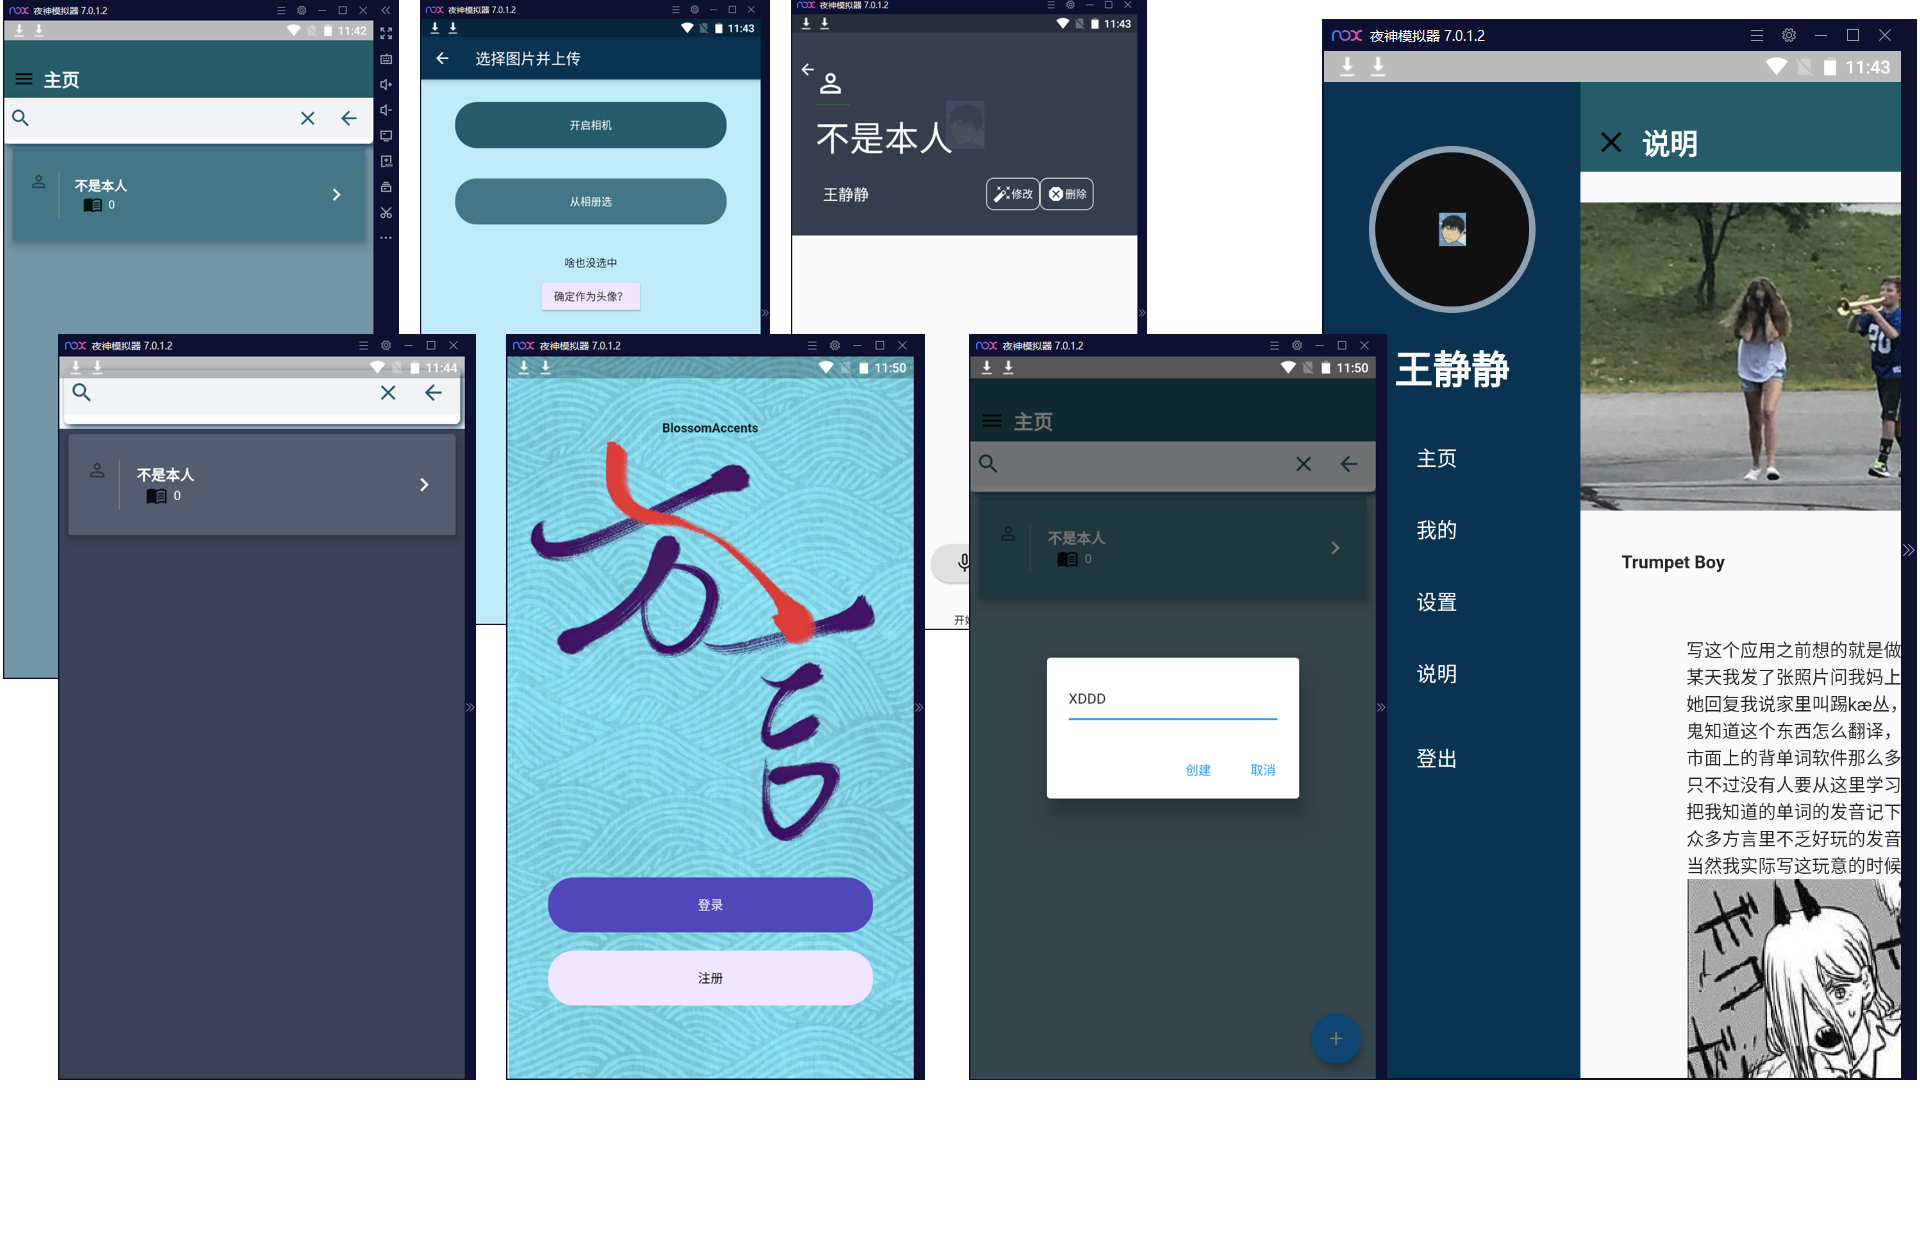 nox 夜神模拟器 7.0.1.2
11:42
主页
不是本人
0
nox 夜神模拟器 7.0.1.2
11:43
选择图片并上传
开启相机
从相册选
啥也没选中
确定作为头像?
nox 夜神模拟器 7.0.1.2
11:43
不是本人
王静静
修改
删除
nox 夜神模拟器 7.0.1.2
11:43
王静静
主页
我的
设置
说明
登出
说明
Trumpet Boy
写这个应用之前想的就是做
某天我发了张照片问我妈上
她回复我说家里叫踢kæ丛，
鬼知道这个东西怎么翻译，
市面上的背单词软件那么多
只不过没有人要从这里学习
把我知道的单词的发音记下
众多方言里不乏好玩的发音
当然我实际写这玩意的时候
nox 夜神模拟器 7.0.1.2
11:44
不是本人
0
nox 夜神模拟器 7.0.1.2
11:50
BlossomAccents
方言
登录
注册
开始
nox 夜神模拟器 7.0.1.2
11:50
主页
不是本人
0
XDDD
创建
取消